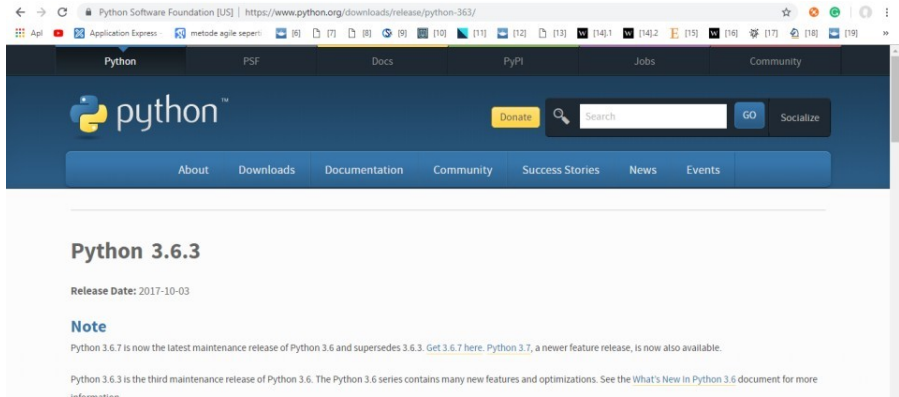 Python Software Foundation [US] | https://www.python.org/downloads/release/python-363/
Apl Application Express - metode agile seperti [6] [7] [8] [9] [10] [11] [12] [13] [14].1 [14].2 [15] [16] [17] [18] [19] »
Python PSF Docs PyPI Jobs Community
python™
Donate Search GO Socialize
About Downloads Documentation Community Success Stories News Events
Python 3.6.3
Release Date: 2017-10-03
Note
Python 3.6.7 is now the latest maintenance release of Python 3.6 and supersedes 3.6.3. Get 3.6.7 here. Python 3.7, a newer feature release, is now also available.
Python 3.6.3 is the third maintenance release of Python 3.6. The Python 3.6 series contains many new features and optimizations. See the What's New In Python 3.6 document for more
information.